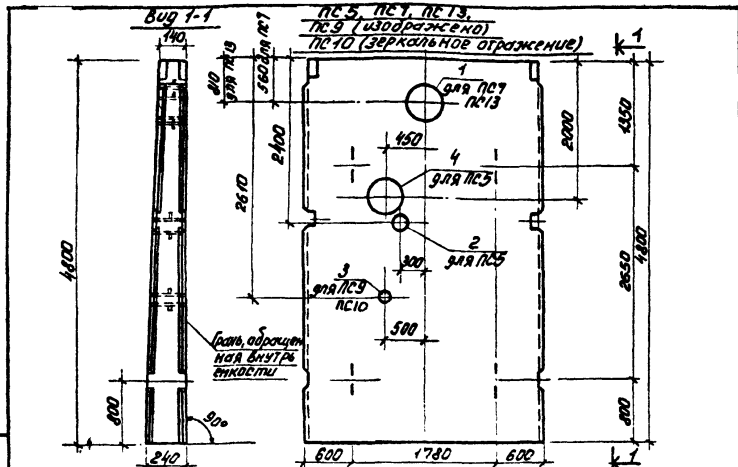 Вид 1-1
140
ПС5, ПС7, ПС13,
ПС9 (изображено)
ПС10 (зеркальное отражение)
1
810
для ПС13
560 для ПС7
1
для ПС7
ПС13
2400
2610
450
4
для ПС5
2
для ПС5
300
3
для ПС9
ПС10
500
2000
1350
2650
4800
800
4800
Грань, обращен
ная внутрь
емкости
800
90°
240
600
1780
600
1